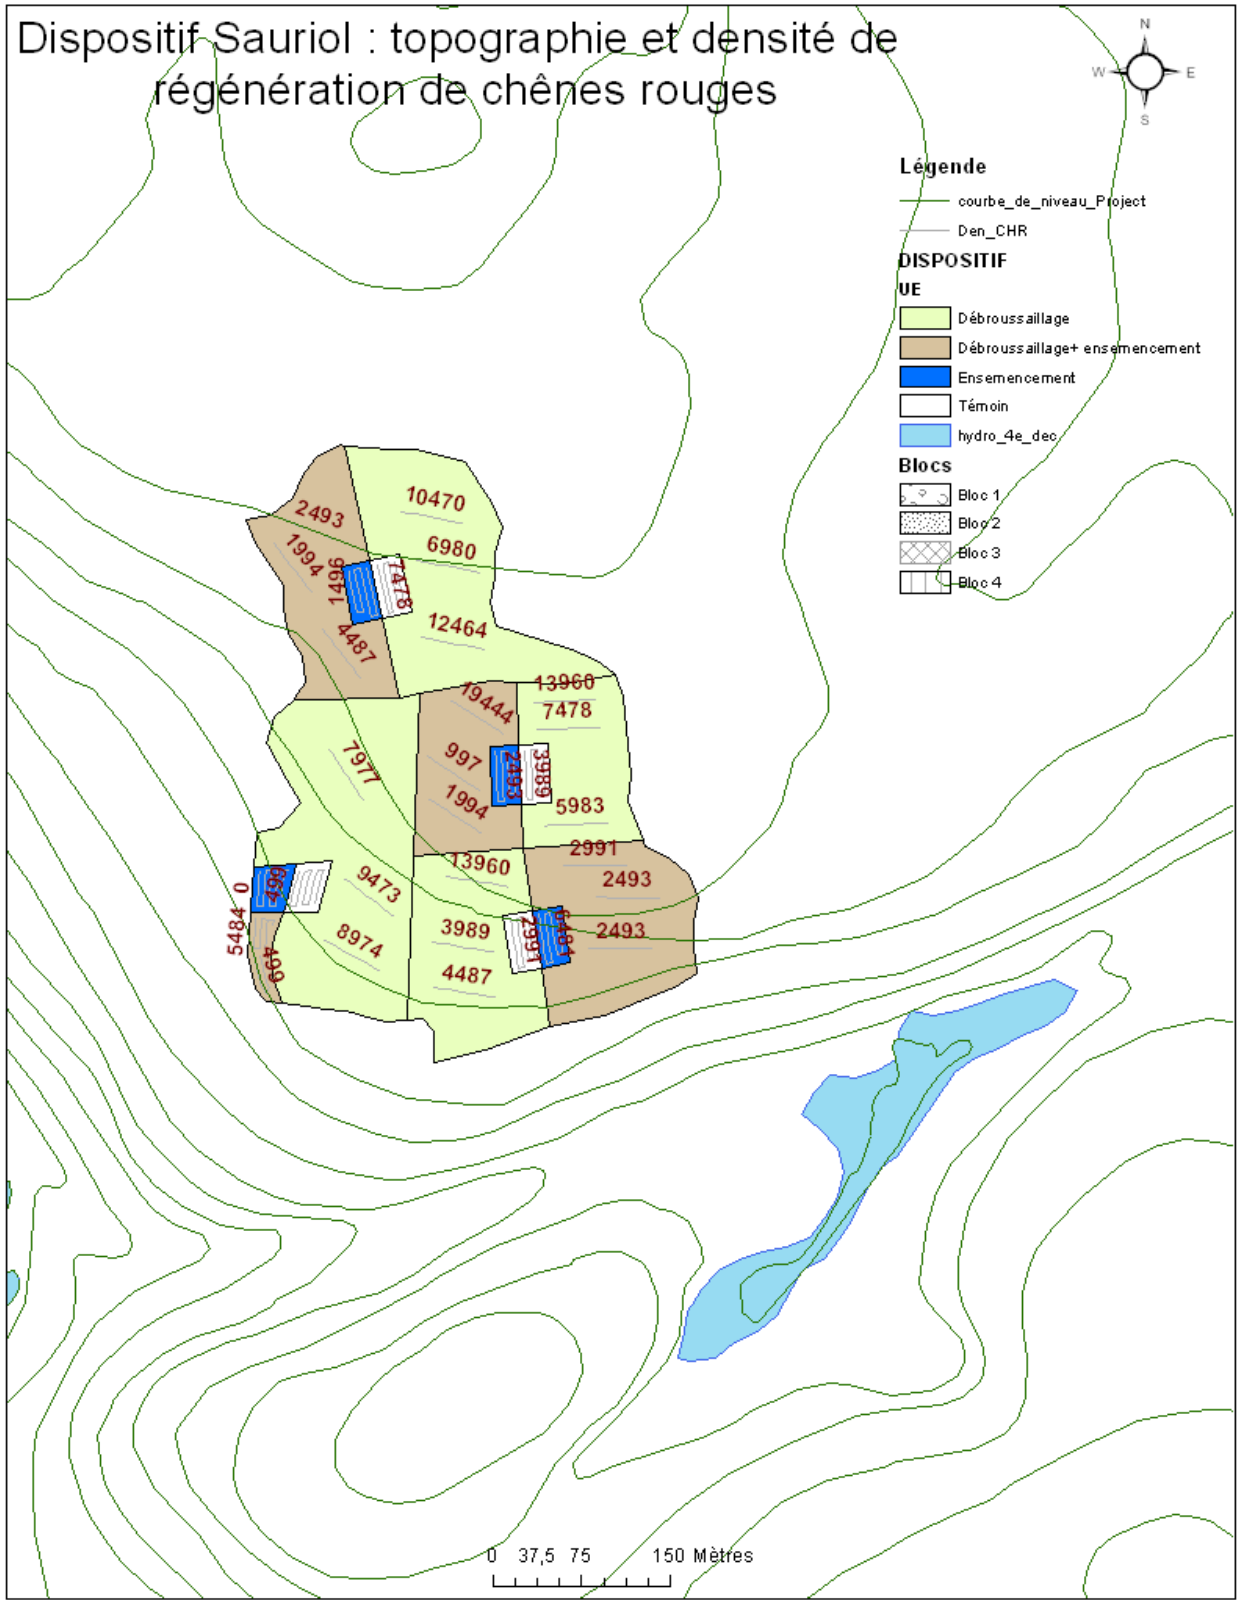 Dispositif Sauriol : topographie et densité de
régénération de chênes rouges
N
W E
S
Légende
courbe_de_niveau_Project
Den_CHR
DISPOSITIF
UE
Débroussaillage
Débroussaillage+ ensemencement
Ensemencement
Témoin
hydro_4e_dec
Blocs
Bloc 1
Bloc 2
Bloc 3
Bloc 4
10470
2493
6980
1994
1496
7478
12464
4487
13960
19444
7478
7977
997
2493
3989
1994
5983
2991
13960
2493
9473
499
0
5484
3989
2991
6481
2493
8974
499
4487
0 37,5 75 150 Mètres